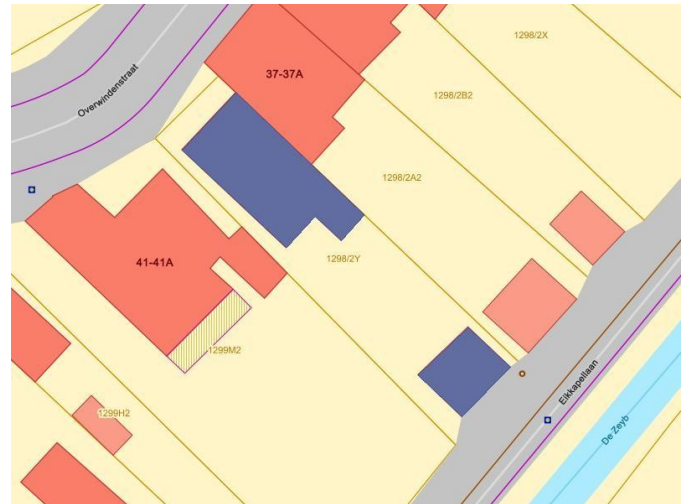 1298/2X
37-37A
Overwindenstraat
1298/2B2
1298/2A2
1298/2Y
41-41A
1299M2
Eikkapellaan
1299H2
De Zeyb